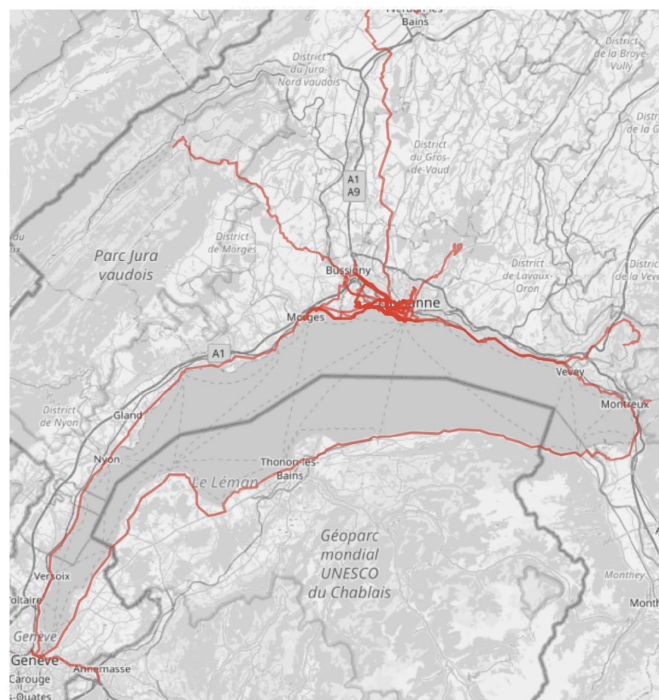 Bains
District
du Jura-
Nord vaudois
District
de la Broye-
Vully
District
du Gros-
de-Vaud
A1
A9
District
de Morges
Parc Jura
vaudois
Bussigny
District
de Lavaux-
Oron
Morges
A1
Vevey
Montreux
District
de Nyon
Gland
Nyon
Thonon-les-
Bains
Le Léman
Géoparc
mondial
UNESCO
du Chablais
Versoix
Monthey
Genève
Genève
Annemasse
Carouge